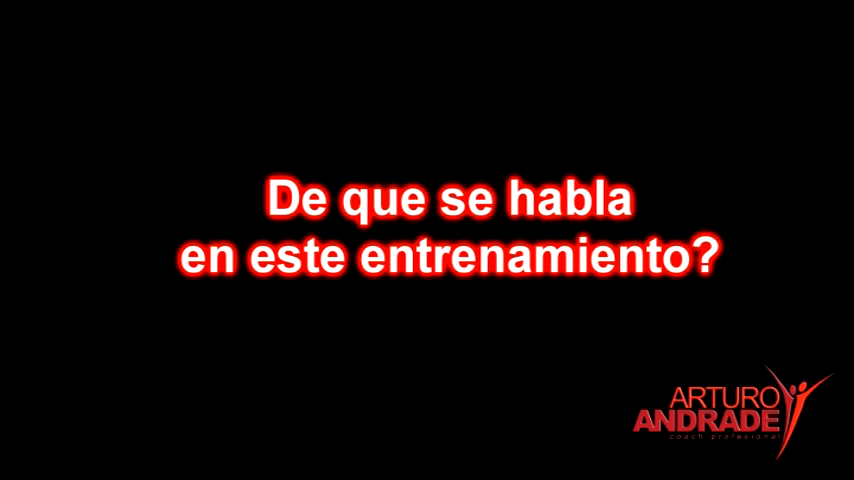 De que se habla
en este entrenamiento?
ARTURO
ANDRADE
coach profesional